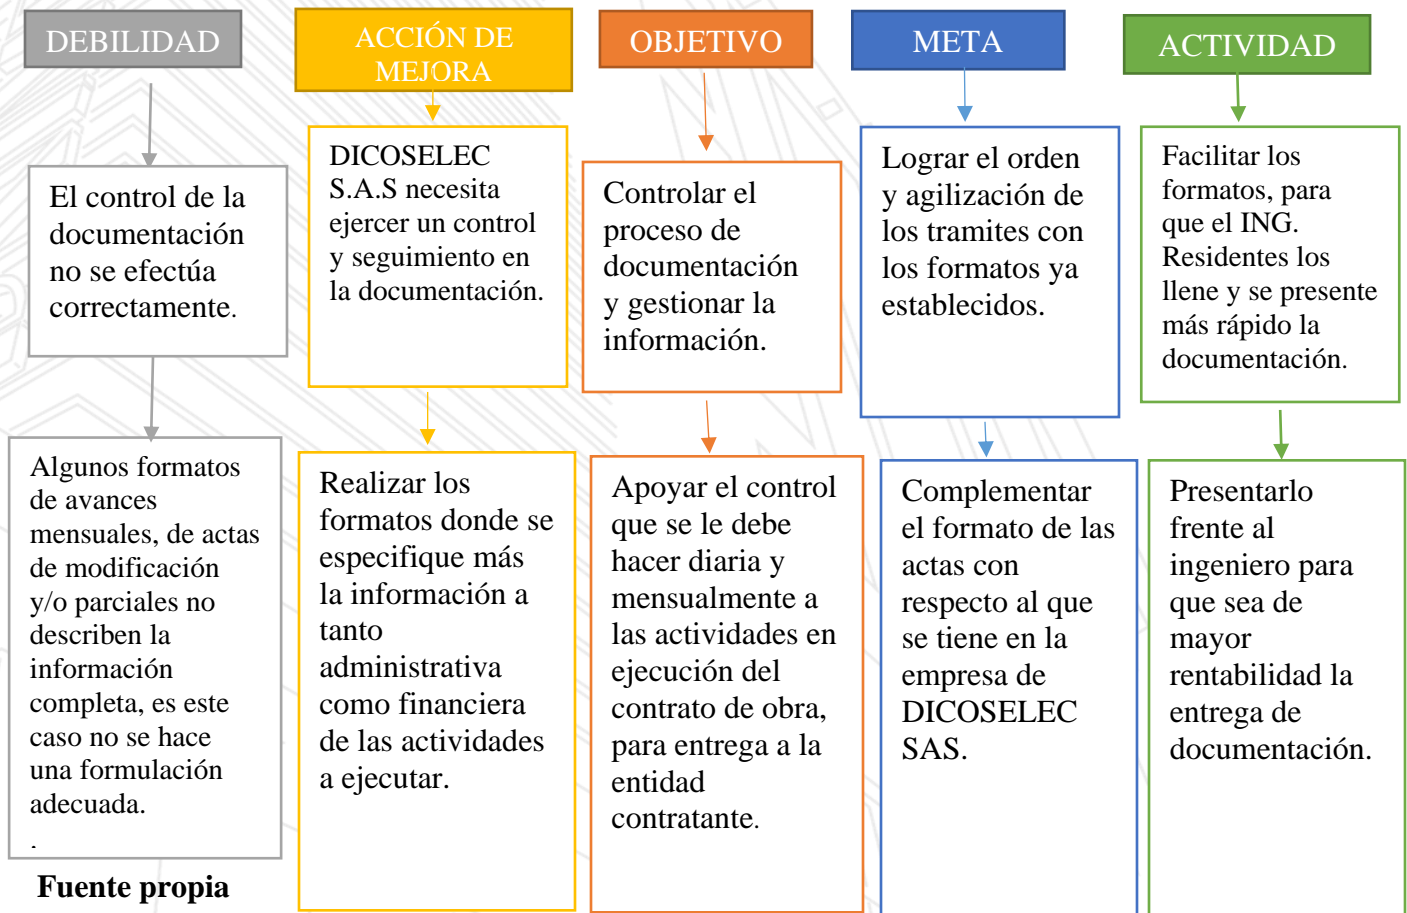 DEBILIDAD
El control de la
documentación
no se efectúa
correctamente.
Algunos formatos
de avances
mensuales, de actas
de modificación
y/o parciales no
describen la
información
completa, es este
caso no se hace
una formulación
adecuada.
.
ACCIÓN DE
MEJORA
DICOSELEC
S.A.S necesita
ejercer un control
y seguimiento en
la documentación.
Realizar los
formatos donde se
especifique más
la información a
tanto
administrativa
como financiera
de las actividades
a ejecutar.
OBJETIVO
Controlar el
proceso de
documentación
y gestionar la
información.
Apoyar el control
que se le debe
hacer diaria y
mensualmente a
las actividades en
ejecución del
contrato de obra,
para entrega a la
entidad
contratante.
META
Lograr el orden
y agilización de
los tramites con
los formatos ya
establecidos.
Complementar
el formato de las
actas con
respecto al que
se tiene en la
empresa de
DICOSELEC
SAS.
ACTIVIDAD
Facilitar los
formatos, para
que el ING.
Residentes los
llene y se presente
más rápido la
documentación.
Presentarlo
frente al
ingeniero para
que sea de
mayor
rentabilidad la
entrega de
documentación.
Fuente propia